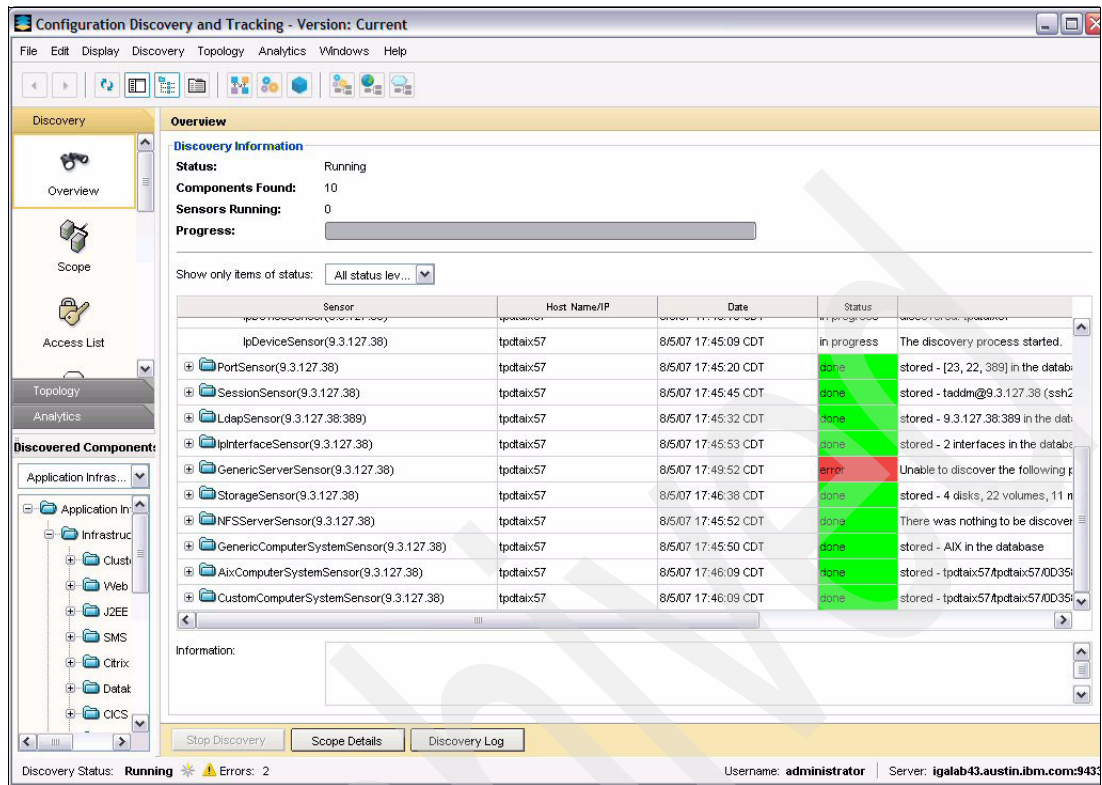 Configuration Discovery and Tracking - Version: Current
File Edit Display Discovery Topology Analytics Windows Help
Discovery
Overview
Scope
Access List
Topology
Analytics
Discovered Components
Application Infras...
Application In
Infrastruc
Cluste
Web
J2EE
SMS
Citrix
Datab
CICS
Overview
Discovery Information
Status: Running
Components Found: 10
Sensors Running: 0
Progress:
Show only items of status: All status lev...
Sensor Host Name/IP Date Status
IpDeviceSensor(9.3.127.38) tpdtaix57 8/5/07 17:45:09 CDT in progress The discovery process started.
PortSensor(9.3.127.38) tpdtaix57 8/5/07 17:45:20 CDT done stored - [23, 22, 389] in the databa
SessionSensor(9.3.127.38) tpdtaix57 8/5/07 17:45:45 CDT done stored - taddm@9.3.127.38 (ssh2
LdapSensor(9.3.127.38:389) tpdtaix57 8/5/07 17:45:32 CDT done stored - 9.3.127.38:389 in the data
IpInterfaceSensor(9.3.127.38) tpdtaix57 8/5/07 17:45:53 CDT done stored - 2 interfaces in the databa
GenericServerSensor(9.3.127.38) tpdtaix57 8/5/07 17:49:52 CDT error Unable to discover the following p
StorageSensor(9.3.127.38) tpdtaix57 8/5/07 17:46:38 CDT done stored - 4 disks, 22 volumes, 11 m
NFSServerSensor(9.3.127.38) tpdtaix57 8/5/07 17:45:52 CDT done There was nothing to be discover
GenericComputerSystemSensor(9.3.127.38) tpdtaix57 8/5/07 17:45:50 CDT done stored - AIX in the database
AixComputerSystemSensor(9.3.127.38) tpdtaix57 8/5/07 17:46:09 CDT done stored - tpdtaix57/tpdtaix57/0D358
CustomComputerSystemSensor(9.3.127.38) tpdtaix57 8/5/07 17:46:09 CDT done stored - tpdtaix57/tpdtaix57/0D358
Information:
Stop Discovery Scope Details Discovery Log
Discovery Status: Running Errors: 2 Username: administrator Server: igalab43.austin.ibm.com:9433